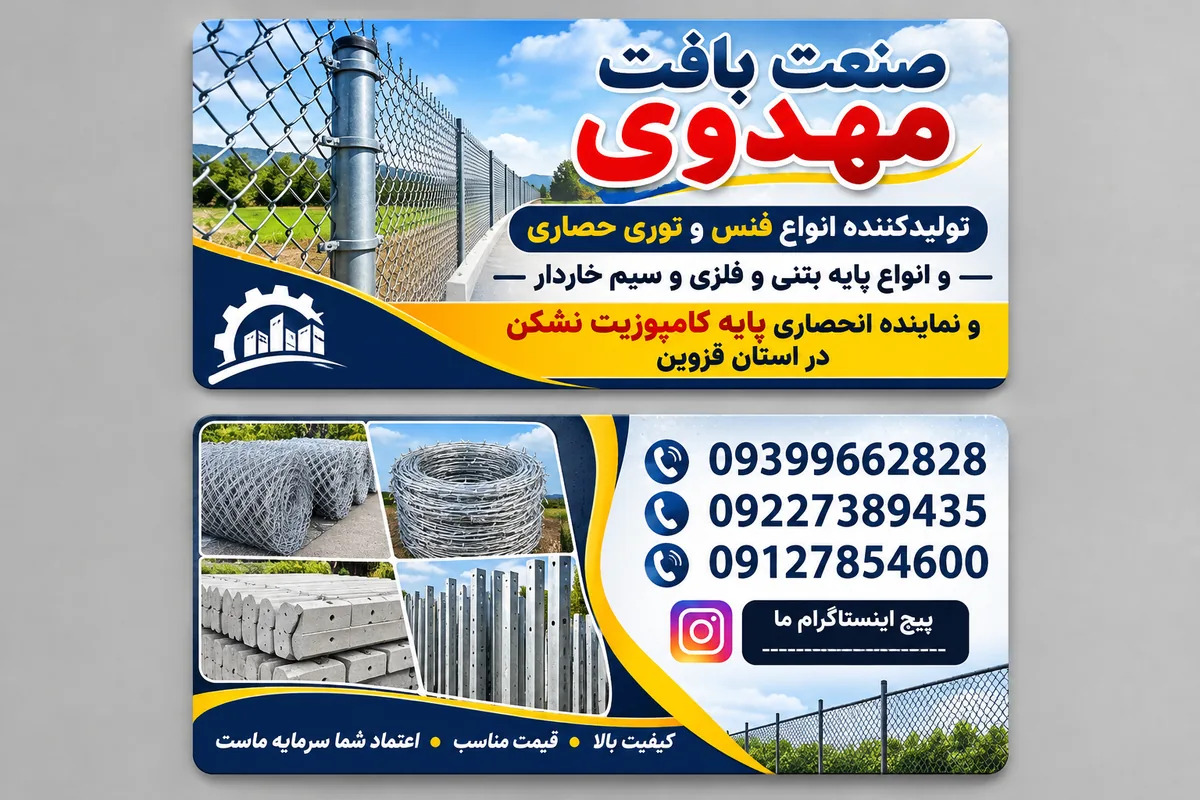 صنعت بافت
مهدوی
تولیدکننده انواع فنس و توری حصاری
و انواع پایه بتنی و فلزی و سیم خاردار
و نماینده انحصاری پایه کامپوزیت نشکن
در استان قزوین
09399662828
09227389435
09127854600
پیج اینستاگرام ما
--------------------
کیفیت بالا • قیمت مناسب • اعتماد شما سرمایه ماست